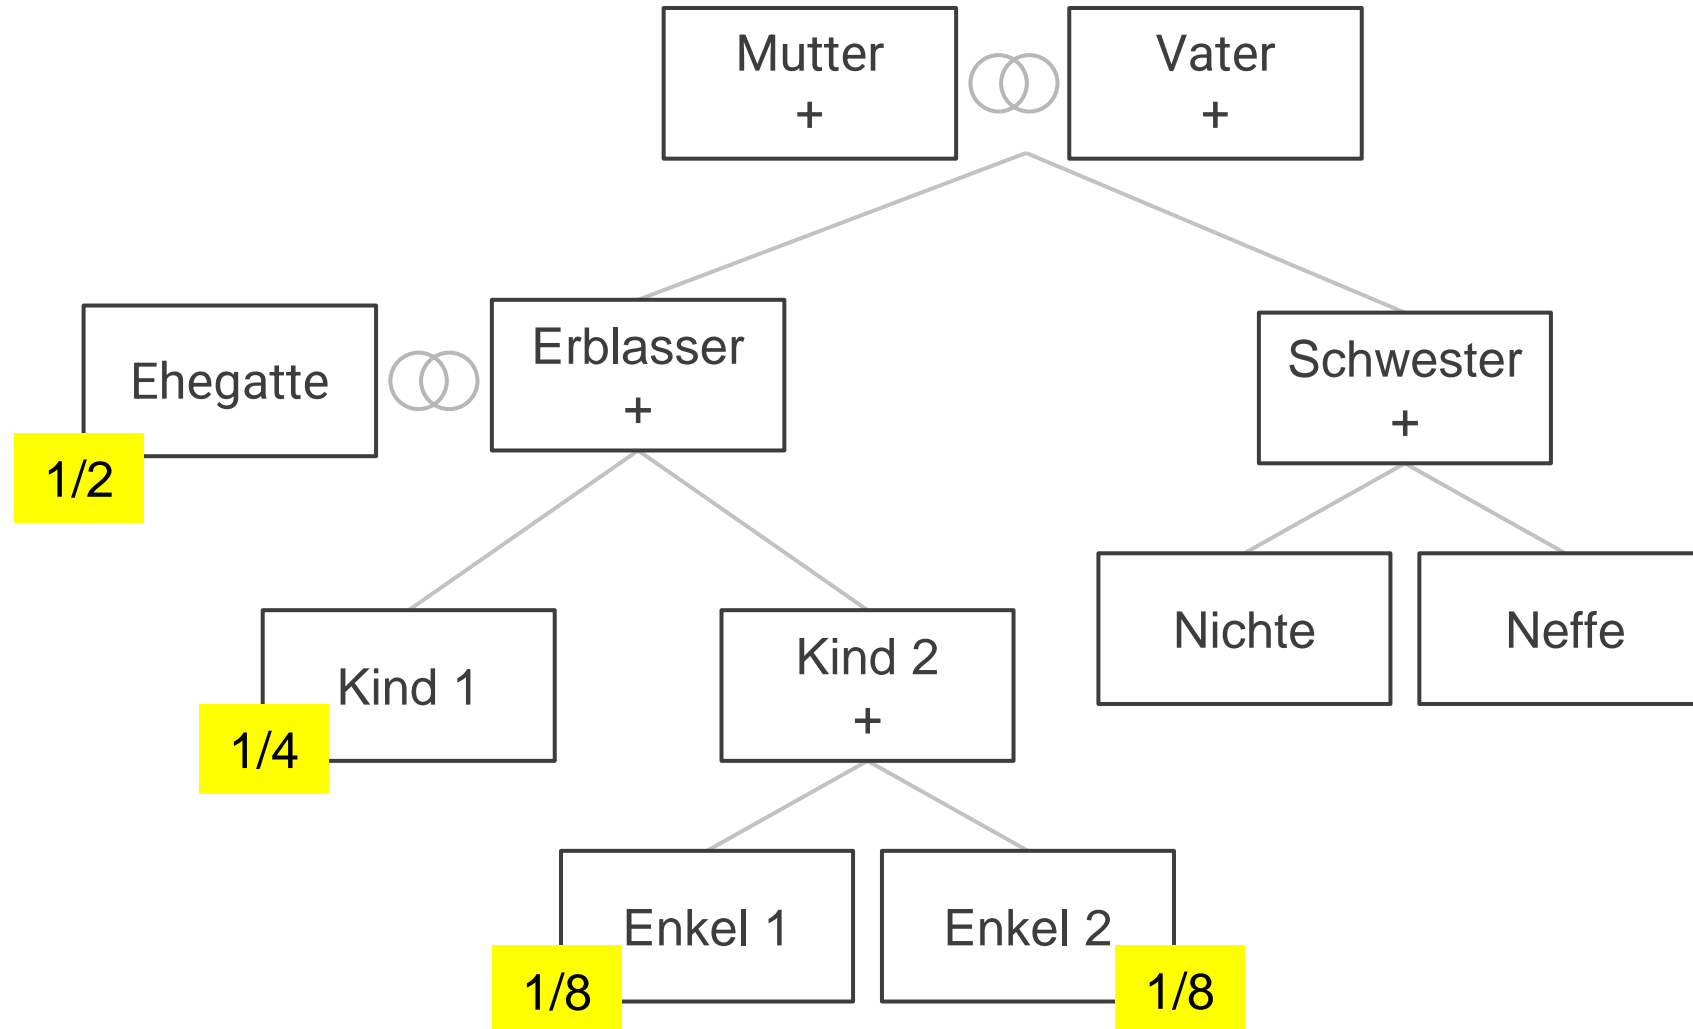 Mutter
+
Vater
+
Ehegatte
1/2
Erblasser
+
Schwester
+
Kind 1
1/4
Kind 2
+
Nichte
Neffe
Enkel 1
1/8
Enkel 2
1/8